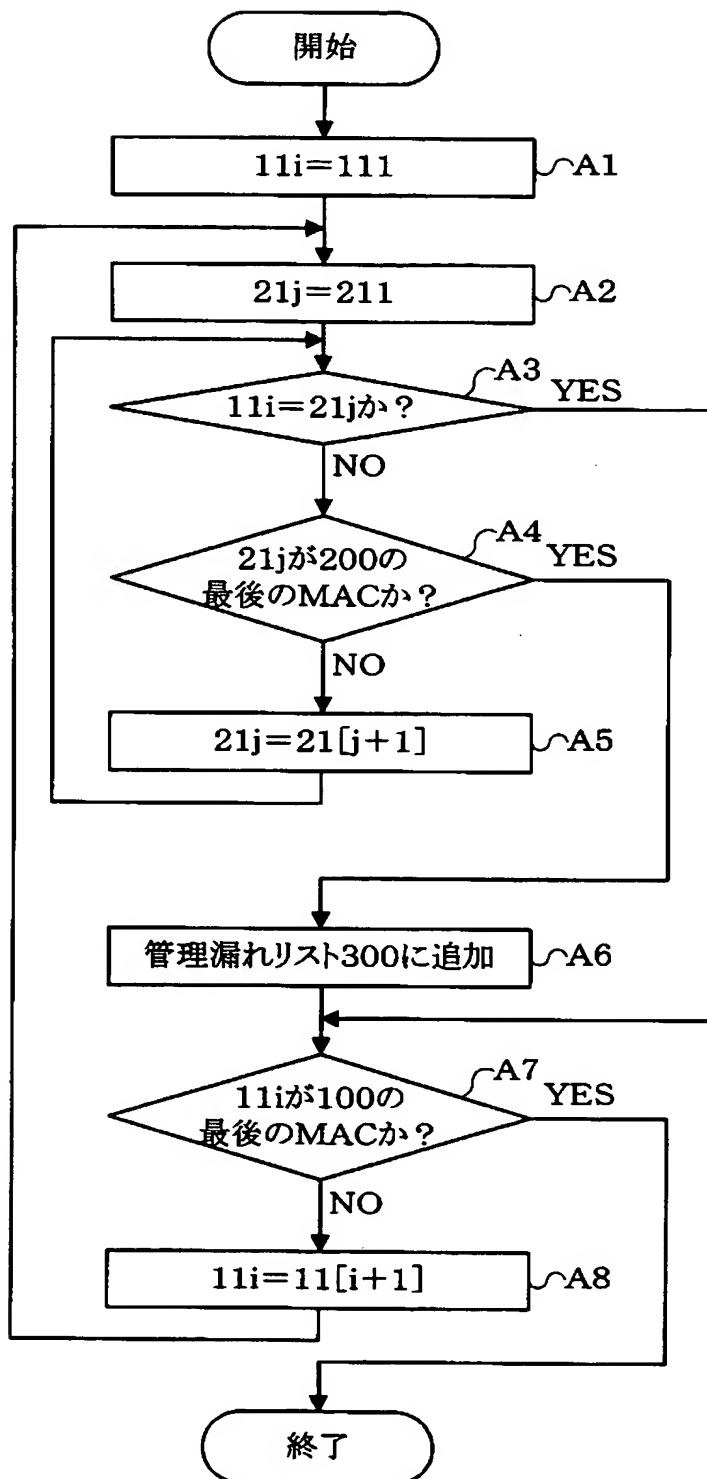 開始
11i=111
A1
21j=211
A2
A3
11i=21jか？
YES
NO
A4
21jが200の
最後のMACか？
YES
NO
21j=21[j+1]
A5
管理漏れリスト300に追加
A6
A7
11iが100の
最後のMACか？
YES
NO
11i=11[i+1]
A8
終了